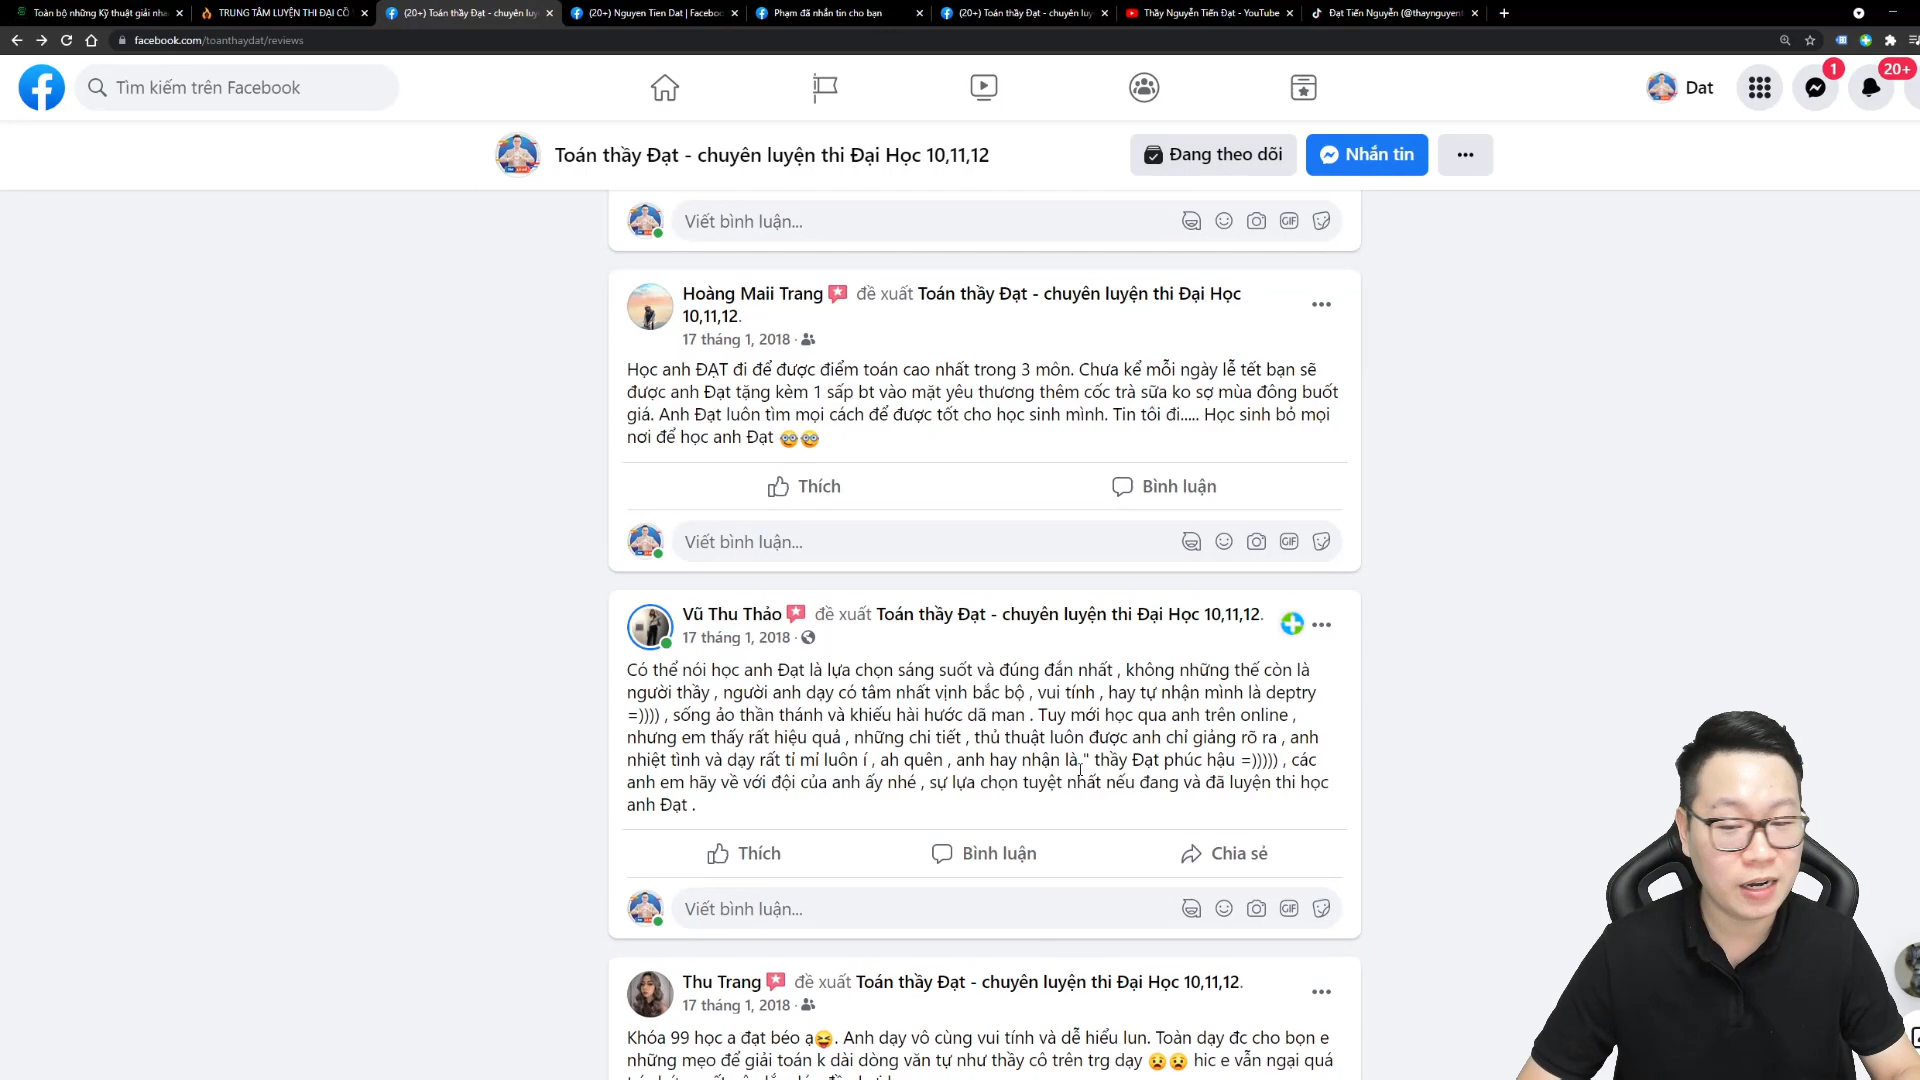 Toàn bộ những Kỹ thuật giải nha
TRUNG TÂM LUYỆN THI ĐẠI CÔ
(20+) Toán thầy Đạt - chuyên luy
(20+) Nguyen Tien Dat | Faceboo
Phạm đã nhắn tin cho bạn
(20+) Toán thầy Đạt - chuyên luy
Thầy Nguyễn Tiến Đạt - YouTube
Đạt Tiến Nguyễn (@thaynguyent
facebook.com/toanthaydat/reviews
Tìm kiếm trên Facebook
Dat
1
20+
Toán thầy Đạt - chuyên luyện thi Đại Học 10,11,12
Đang theo dõi
Nhắn tin
Viết bình luận...
GIF
Hoàng Maii Trang đề xuất Toán thầy Đạt - chuyên luyện thi Đại Học
10,11,12.
17 tháng 1, 2018 ·
Học anh ĐẠT đi để được điểm toán cao nhất trong 3 môn. Chưa kể mỗi ngày lễ tết bạn sẽ
được anh Đạt tặng kèm 1 sấp bt vào mặt yêu thương thêm cốc trà sữa ko sợ mùa đông buốt
giá. Anh Đạt luôn tìm mọi cách để được tốt cho học sinh mình. Tin tôi đi..... Học sinh bỏ mọi
nơi để học anh Đạt 🥸🥸
Thích
Bình luận
Viết bình luận...
GIF
Vũ Thu Thảo đề xuất Toán thầy Đạt - chuyên luyện thi Đại Học 10,11,12.
17 tháng 1, 2018 ·
Có thể nói học anh Đạt là lựa chọn sáng suốt và đúng đắn nhất , không những thế còn là
người thầy , người anh dạy có tâm nhất vịnh bắc bộ , vui tính , hay tự nhận mình là deptry
=)))) , sống ảo thần thánh và khiếu hài hước dã man . Tuy mới học qua anh trên online ,
nhưng em thấy rất hiệu quả , những chi tiết , thủ thuật luôn được anh chỉ giảng rõ ra , anh
nhiệt tình và dạy rất tỉ mỉ luôn í , ah quên , anh hay nhận là " thầy Đạt phúc hậu =))))) , các
anh em hãy về với đội của anh ấy nhé , sự lựa chọn tuyệt nhất nếu đang và đã luyện thi học
anh Đạt .
Thích
Bình luận
Chia sẻ
Viết bình luận...
GIF
Thu Trang đề xuất Toán thầy Đạt - chuyên luyện thi Đại Học 10,11,12.
17 tháng 1, 2018 ·
Khóa 99 học a đạt béo ạ😝. Anh dạy vô cùng vui tính và dễ hiểu lun. Toàn dạy đc cho bọn e
những mẹo để giải toán k dài dòng văn tự như thầy cô trên trg dạy 😧😧 hic e vẫn ngại quá